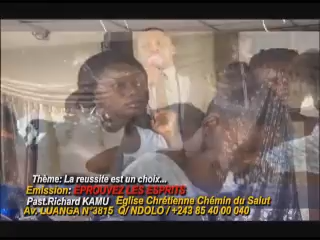 Thème: La reussite est un choix...
Emission: EPROUVEZ LES ESPRITS
Past.Richard KAMU Eglise Chrétienne Chémin du Salut
AV. LUANGA N°3815 Q/ NDOLO / +243 85 40 00 040